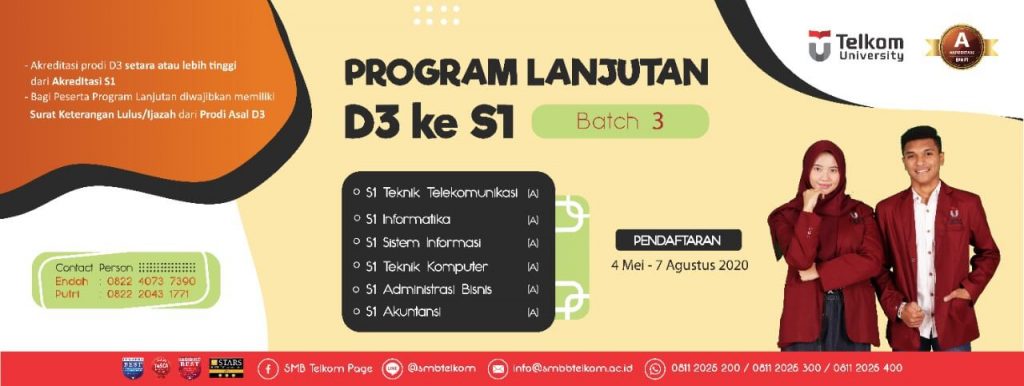 - Akreditasi prodi D3 setara atau lebih tinggi
dari Akreditasi S1
- Bagi Peserta Program Lanjutan diwajibkan memiliki
Surat Keterangan Lulus/Ijazah dari Prodi Asal D3
PROGRAM LANJUTAN
D3 ke S1
Batch 3
Telkom
University
A
S1 Teknik Telekomunikasi [A]
S1 Informatika [A]
S1 Sistem Informasi [A]
S1 Teknik Komputer [A]
S1 Administrasi Bisnis [A]
S1 Akuntansi [A]
PENDAFTARAN
4 Mei - 7 Agustus 2020
Contact Person
Endah : 0822 4073 7390
Putri : 0822 2043 1771
BEST
BEST
STARS
SMB Telkom Page
@smbtelkom
info@smbbtelkom.ac.id
0811 2025 200 / 0811 2025 300 / 0811 2025 400